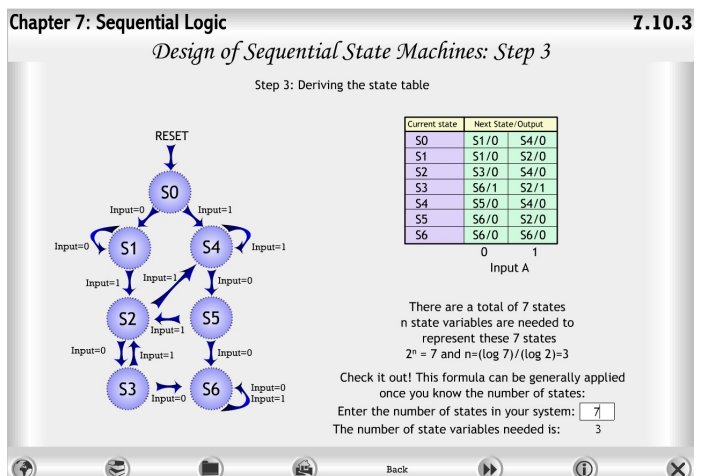 Chapter 7: Sequential Logic
7.10.3
Design of Sequential State Machines: Step 3
Step 3: Deriving the state table
RESET
S0
Input=0
Input=1
Input=0
S1
S4
Input=1
Input=1
Input=1
Input=0
S2
S5
Input=1
Input=0
Input=1
Input=0
S3
S6
Input=0
Input=0
Input=1
Current state Next State/Output
S0 S1/0 S4/0
S1 S1/0 S2/0
S2 S3/0 S4/0
S3 S6/1 S2/1
S4 S5/0 S4/0
S5 S6/0 S2/0
S6 S6/0 S6/0
0 1
Input A
There are a total of 7 states
n state variables are needed to
represent these 7 states
2ⁿ = 7 and n=(log 7)/(log 2)=3
Check it out! This formula can be generally applied
once you know the number of states:
Enter the number of states in your system: 7
The number of state variables needed is: 3
Back